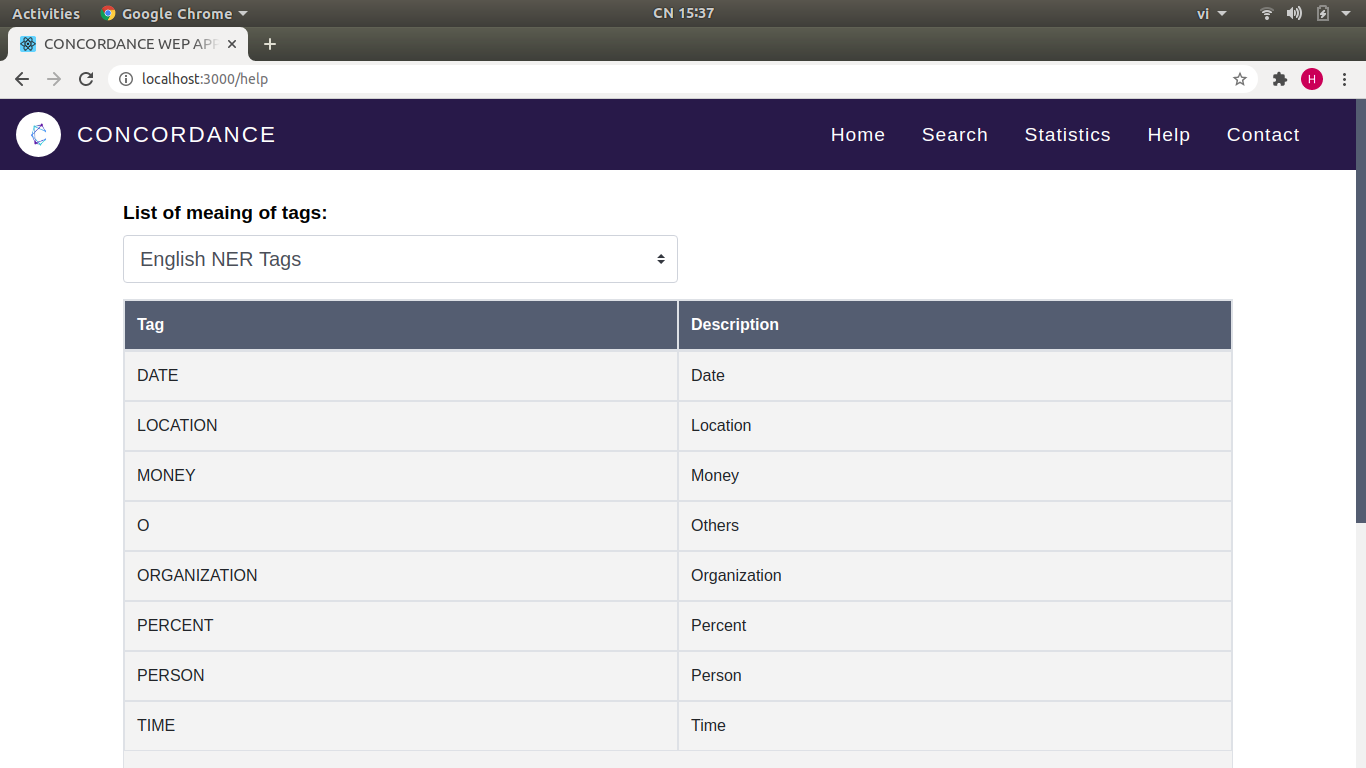 Activities Google Chrome CN 15:37 vi
CONCORDANCE WEP APP
localhost:3000/help H
CONCORDANCE Home Search Statistics Help Contact
List of meaing of tags:
English NER Tags
Tag Description
DATE Date
LOCATION Location
MONEY Money
O Others
ORGANIZATION Organization
PERCENT Percent
PERSON Person
TIME Time